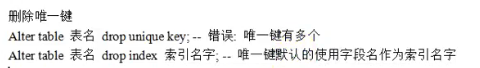 删除唯一键
Alter table 表名 drop unique key; -- 错误: 唯一键有多个
Alter table 表名 drop index 索引名字; -- 唯一键默认的使用字段名作为索引名字